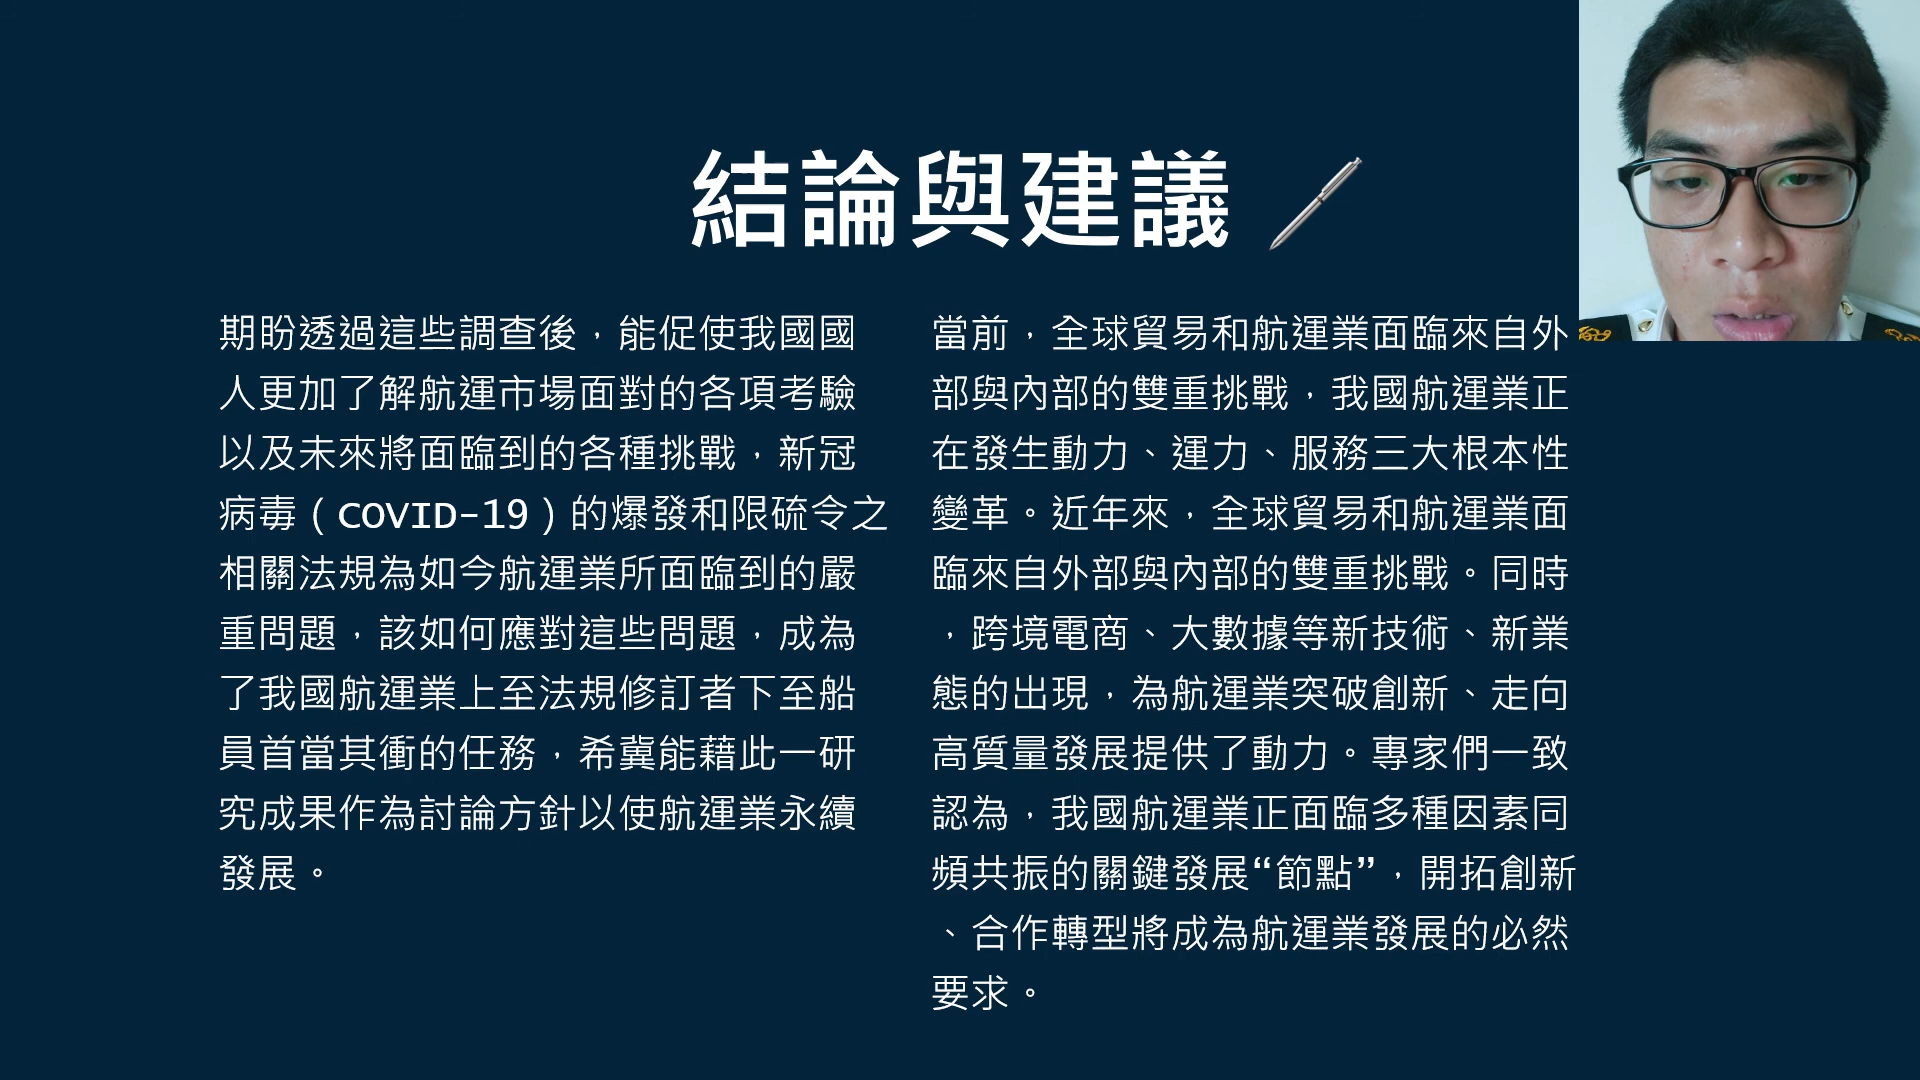 結論與建議
期盼透過這些調查後，能促使我國國
人更加了解航運市場面對的各項考驗
以及未來將面臨到的各種挑戰，新冠
病毒（COVID-19）的爆發和限硫令之
相關法規為如今航運業所面臨到的嚴
重問題，該如何應對這些問題，成為
了我國航運業上至法規修訂者下至船
員首當其衝的任務，希冀能藉此一研
究成果作為討論方針以使航運業永續
發展。
當前，全球貿易和航運業面臨來自外
部與內部的雙重挑戰，我國航運業正
在發生動力、運力、服務三大根本性
變革。近年來，全球貿易和航運業面
臨來自外部與內部的雙重挑戰。同時
，跨境電商、大數據等新技術、新業
態的出現，為航運業突破創新、走向
高質量發展提供了動力。專家們一致
認為，我國航運業正面臨多種因素同
頻共振的關鍵發展“節點”，開拓創新
、合作轉型將成為航運業發展的必然
要求。